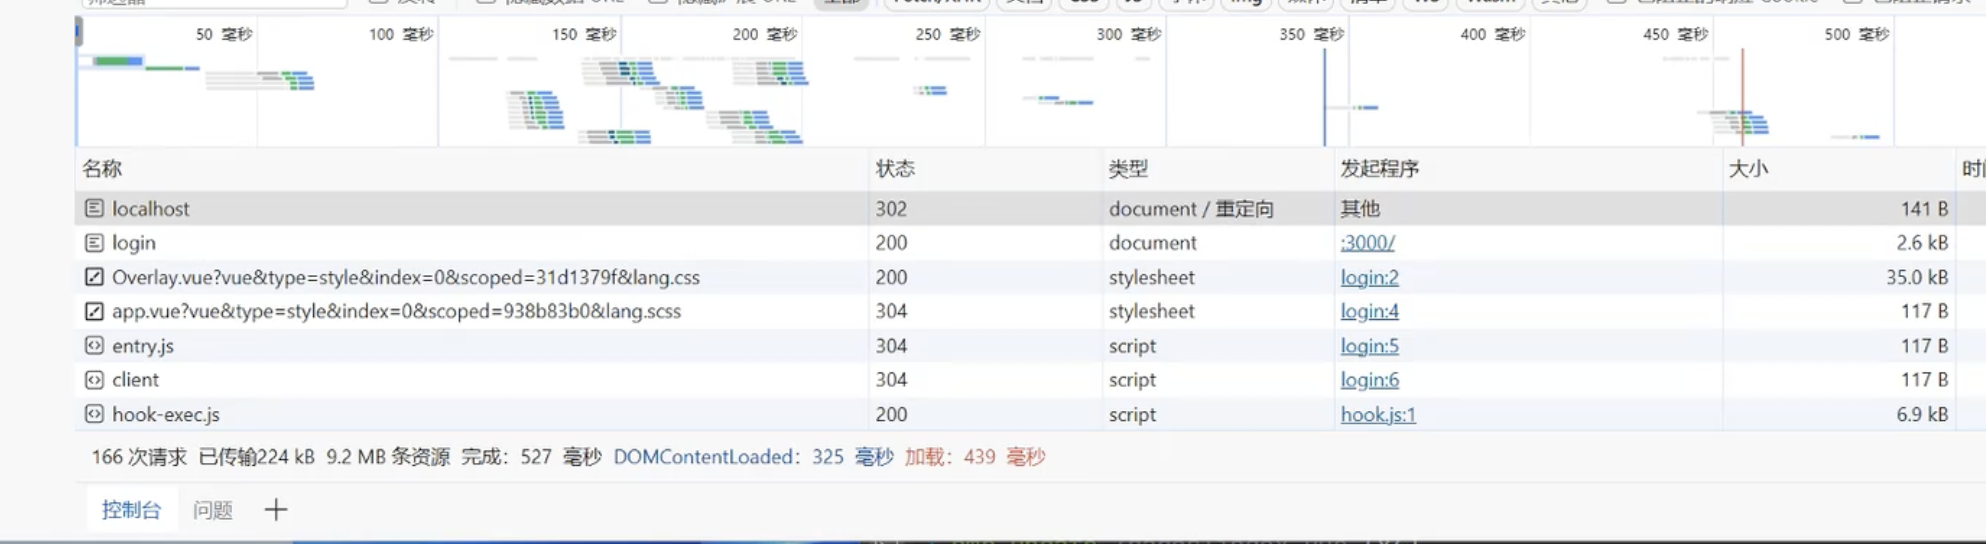 全部 Fetch/XHR
50 毫秒 100 毫秒 150 毫秒 200 毫秒 250 毫秒 300 毫秒 350 毫秒 400 毫秒 450 毫秒 500 毫秒
名称 状态 类型 发起程序 大小
localhost 302 document / 重定向 其他 141 B
login 200 document :3000/ 2.6 kB
Overlay.vue?vue&type=style&index=0&scoped=31d1379f&lang.css 200 stylesheet login:2 35.0 kB
app.vue?vue&type=style&index=0&scoped=938b83b0&lang.scss 304 stylesheet login:4 117 B
entry.js 304 script login:5 117 B
client 304 script login:6 117 B
hook-exec.js 200 script hook.js:1 6.9 kB
166 次请求 已传输224 kB 9.2 MB 条资源 完成: 527 毫秒 DOMContentLoaded: 325 毫秒 加载: 439 毫秒
控制台 问题